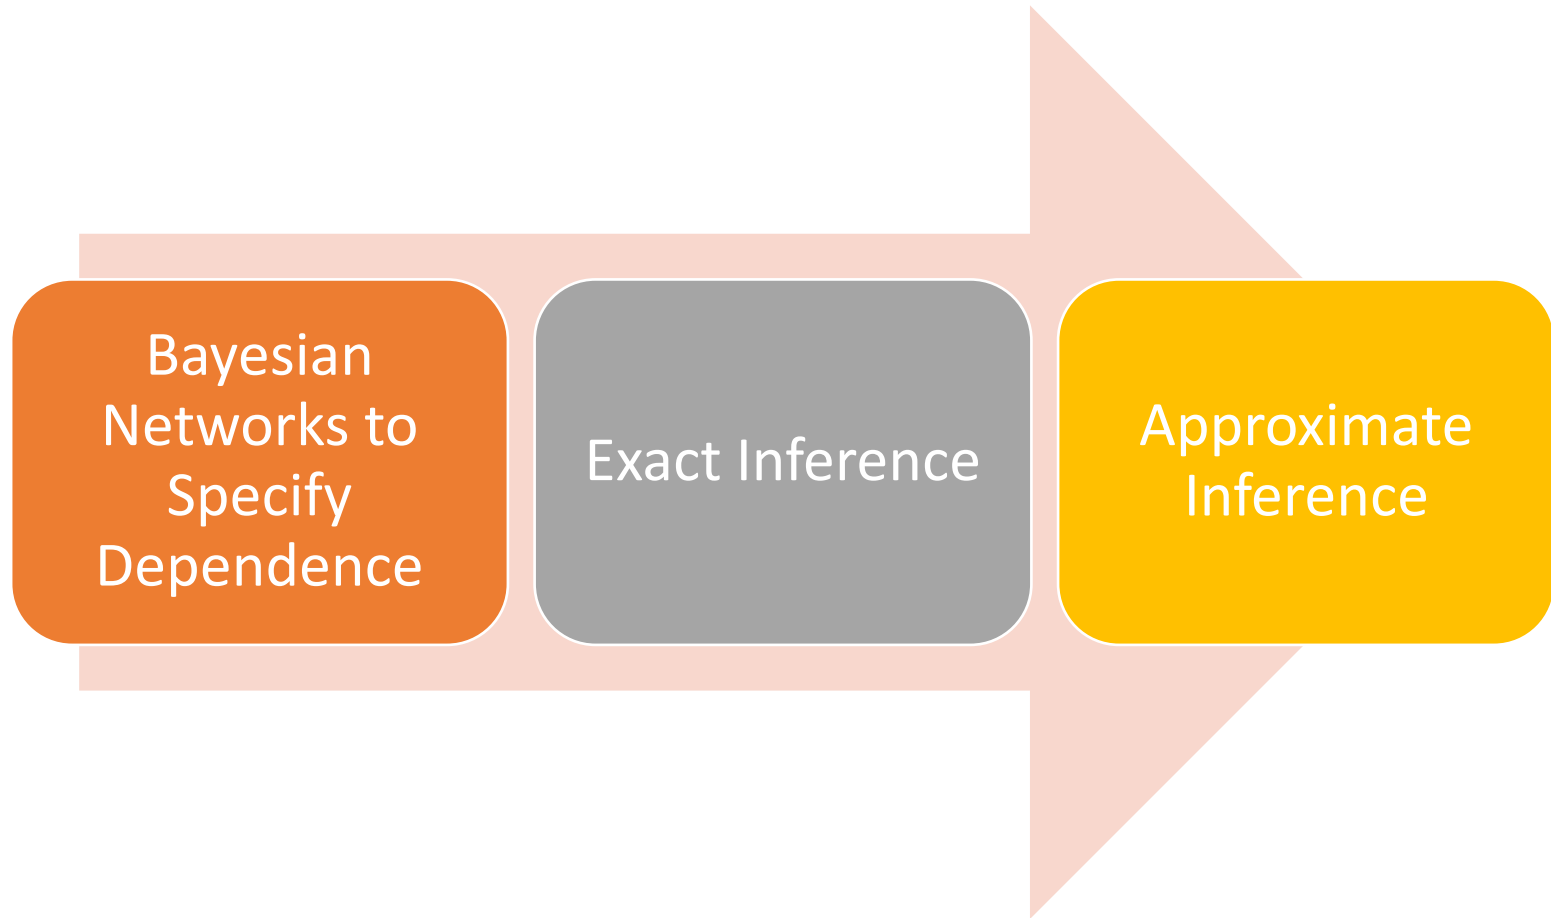 Bayesian
Networks to
Specify
Dependence
Exact Inference
Approximate
Inference